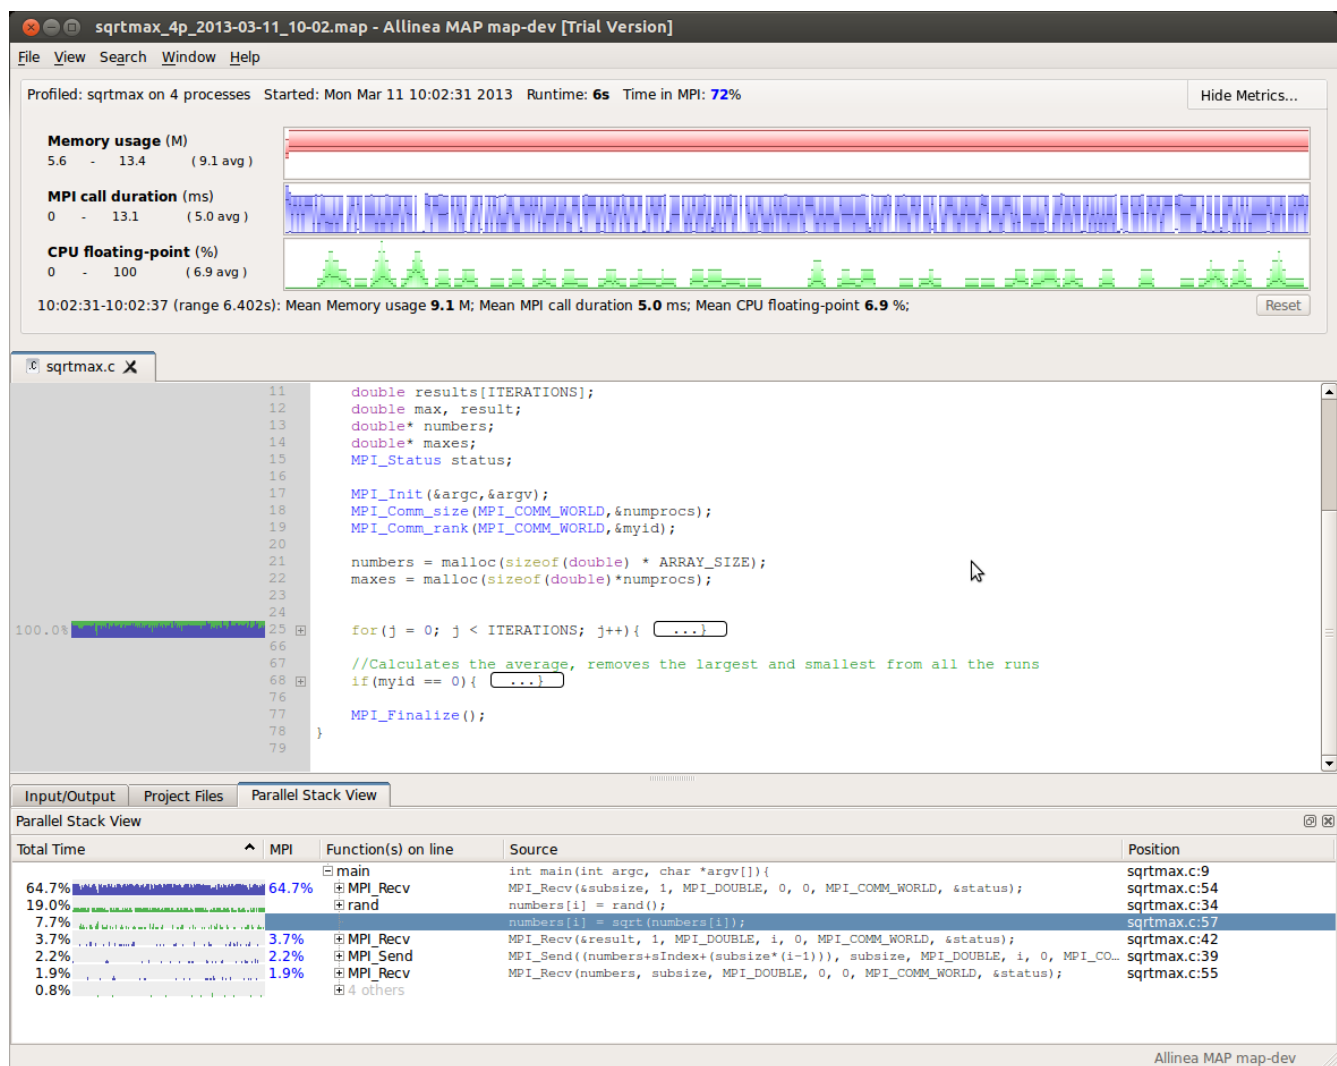 sqrtmax_4p_2013-03-11_10-02.map - Allinea MAP map-dev [Trial Version]
File View Search Window Help
Profiled: sqrtmax on 4 processes Started: Mon Mar 11 10:02:31 2013 Runtime: 6s Time in MPI: 72%
Hide Metrics...
Memory usage (M)
5.6 - 13.4 ( 9.1 avg )
MPI call duration (ms)
0 - 13.1 ( 5.0 avg )
CPU floating-point (%)
0 - 100 ( 6.9 avg )
10:02:31-10:02:37 (range 6.402s): Mean Memory usage 9.1 M; Mean MPI call duration 5.0 ms; Mean CPU floating-point 6.9 %;
Reset
.c sqrtmax.c X
11 double results[ITERATIONS];
12 double max, result;
13 double* numbers;
14 double* maxes;
15 MPI_Status status;
16
17 MPI_Init(&argc,&argv);
18 MPI_Comm_size(MPI_COMM_WORLD,&numprocs);
19 MPI_Comm_rank(MPI_COMM_WORLD,&myid);
20
21 numbers = malloc(sizeof(double) * ARRAY_SIZE);
22 maxes = malloc(sizeof(double)*numprocs);
23
24
100.0% 25 for(j = 0; j < ITERATIONS; j++){ ...}
66
67 //Calculates the average, removes the largest and smallest from all the runs
68 if(myid == 0){ ...}
76
77 MPI_Finalize();
78 }
79
Input/Output Project Files Parallel Stack View
Parallel Stack View
Total Time MPI Function(s) on line Source Position
main int main(int argc, char *argv[]){ sqrtmax.c:9
64.7% 64.7% MPI_Recv MPI_Recv(&subsize, 1, MPI_DOUBLE, 0, 0, MPI_COMM_WORLD, &status); sqrtmax.c:54
19.0% rand numbers[i] = rand(); sqrtmax.c:34
7.7% numbers[i] = sqrt(numbers[i]); sqrtmax.c:57
3.7% 3.7% MPI_Recv MPI_Recv(&result, 1, MPI_DOUBLE, i, 0, MPI_COMM_WORLD, &status); sqrtmax.c:42
2.2% 2.2% MPI_Send MPI_Send((numbers+sIndex+(subsize*(i-1))), subsize, MPI_DOUBLE, i, 0, MPI_CO... sqrtmax.c:39
1.9% 1.9% MPI_Recv MPI_Recv(numbers, subsize, MPI_DOUBLE, 0, 0, MPI_COMM_WORLD, &status); sqrtmax.c:55
0.8% 4 others
Allinea MAP map-dev